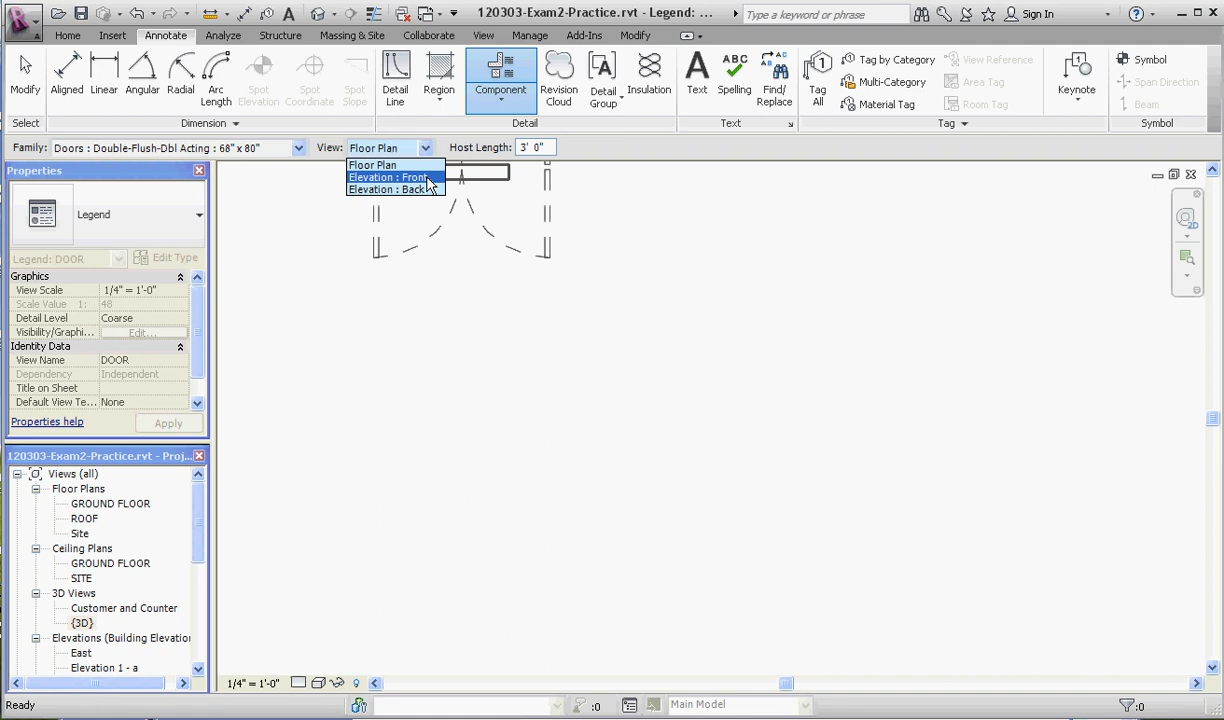 120303-Exam2-Practice.rvt - Legend: ...
Type a keyword or phrase
Sign In
Home Insert Annotate Analyze Structure Massing & Site Collaborate View Manage Add-Ins Modify
Modify
Aligned Linear Angular Radial Arc Length Spot Elevation Spot Coordinate Spot Slope
Detail Line Region Component Revision Cloud Detail Group Insulation
ABC
Text Spelling Find/ Replace
Tag All
Tag by Category
Multi-Category
Material Tag
View Reference
Area Tag
Room Tag
Keynote
Symbol
Span Direction
Beam
Select Dimension Detail Text Tag Symbol
Family: Doors : Double-Flush-Dbl Acting : 68" x 80" View: Floor Plan Host Length: 3' 0"
Floor Plan
Elevation : Front
Elevation : Back
Properties
Legend
Legend: DOOR Edit Type
Graphics
View Scale 1/4" = 1'-0"
Scale Value 1: 48
Detail Level Coarse
Visibility/Graphi... Edit...
Identity Data
View Name DOOR
Dependency Independent
Title on Sheet
Default View Te... None
Properties help Apply
120303-Exam2-Practice.rvt - Proj...
Views (all)
Floor Plans
GROUND FLOOR
ROOF
Site
Ceiling Plans
GROUND FLOOR
SITE
3D Views
Customer and Counter
{3D}
Elevations (Building Elevation
East
Elevation 1 - a
2D
1/4" = 1'-0"
Ready
:0
Main Model
:0